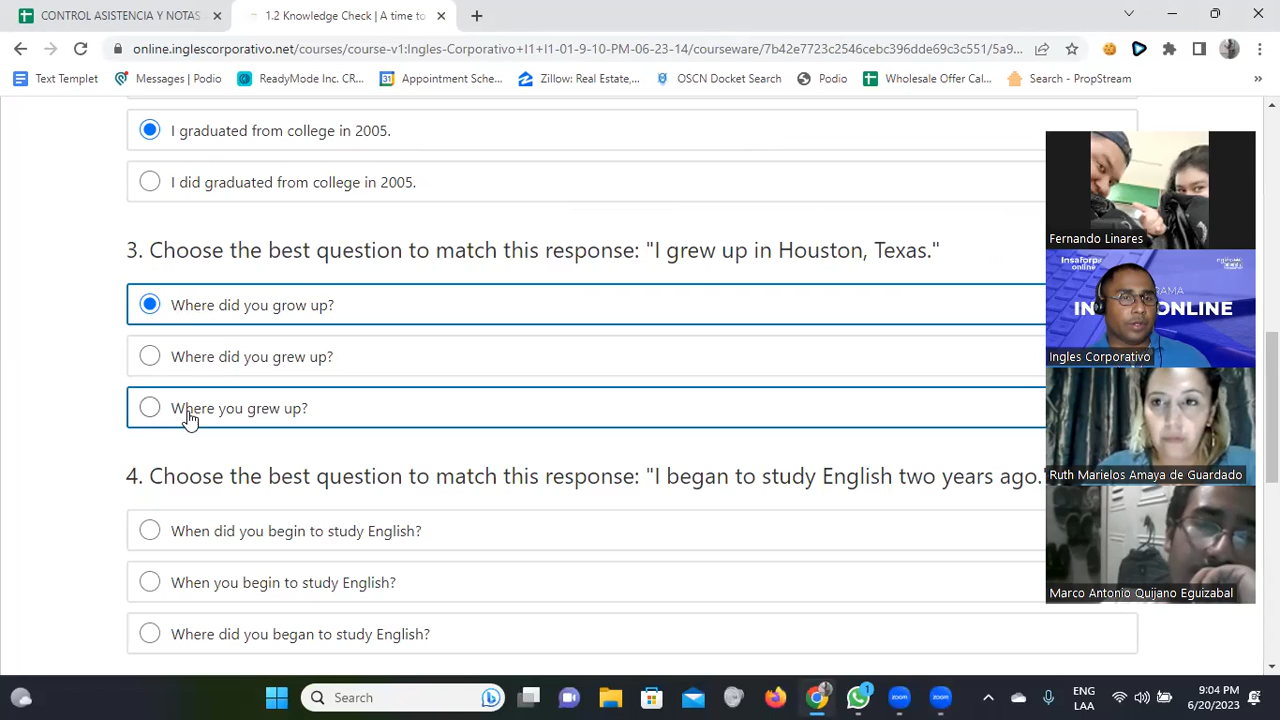 CONTROL ASISTENCIA Y NOTAS
1.2 Knowledge Check | A time to
online.inglescorporativo.net/courses/course-v1:Ingles-Corporativo+I1+I1-01-9-10-PM-06-23-14/courseware/7b42e7723c2546cebc396dde69c3c551/5a9...
Text Templet
Messages | Podio
ReadyMode Inc. CR...
Appointment Sche...
Zillow: Real Estate,...
OSCN Docket Search
Podio
Wholesale Offer Cal...
Search - PropStream
I graduated from college in 2005.
I did graduated from college in 2005.
3. Choose the best question to match this response: "I grew up in Houston, Texas."
Where did you grow up?
Where did you grew up?
Where you grew up?
4. Choose the best question to match this response: "I began to study English two years ago."
When did you begin to study English?
When you begin to study English?
Where did you began to study English?
Fernando Linares
Insaforp
online
Ingles Corporativo
Ruth Marielos Amaya de Guardado
Marco Antonio Quijano Eguizabal
Search
LAA
ENG
LAA
9:04 PM
6/20/2023